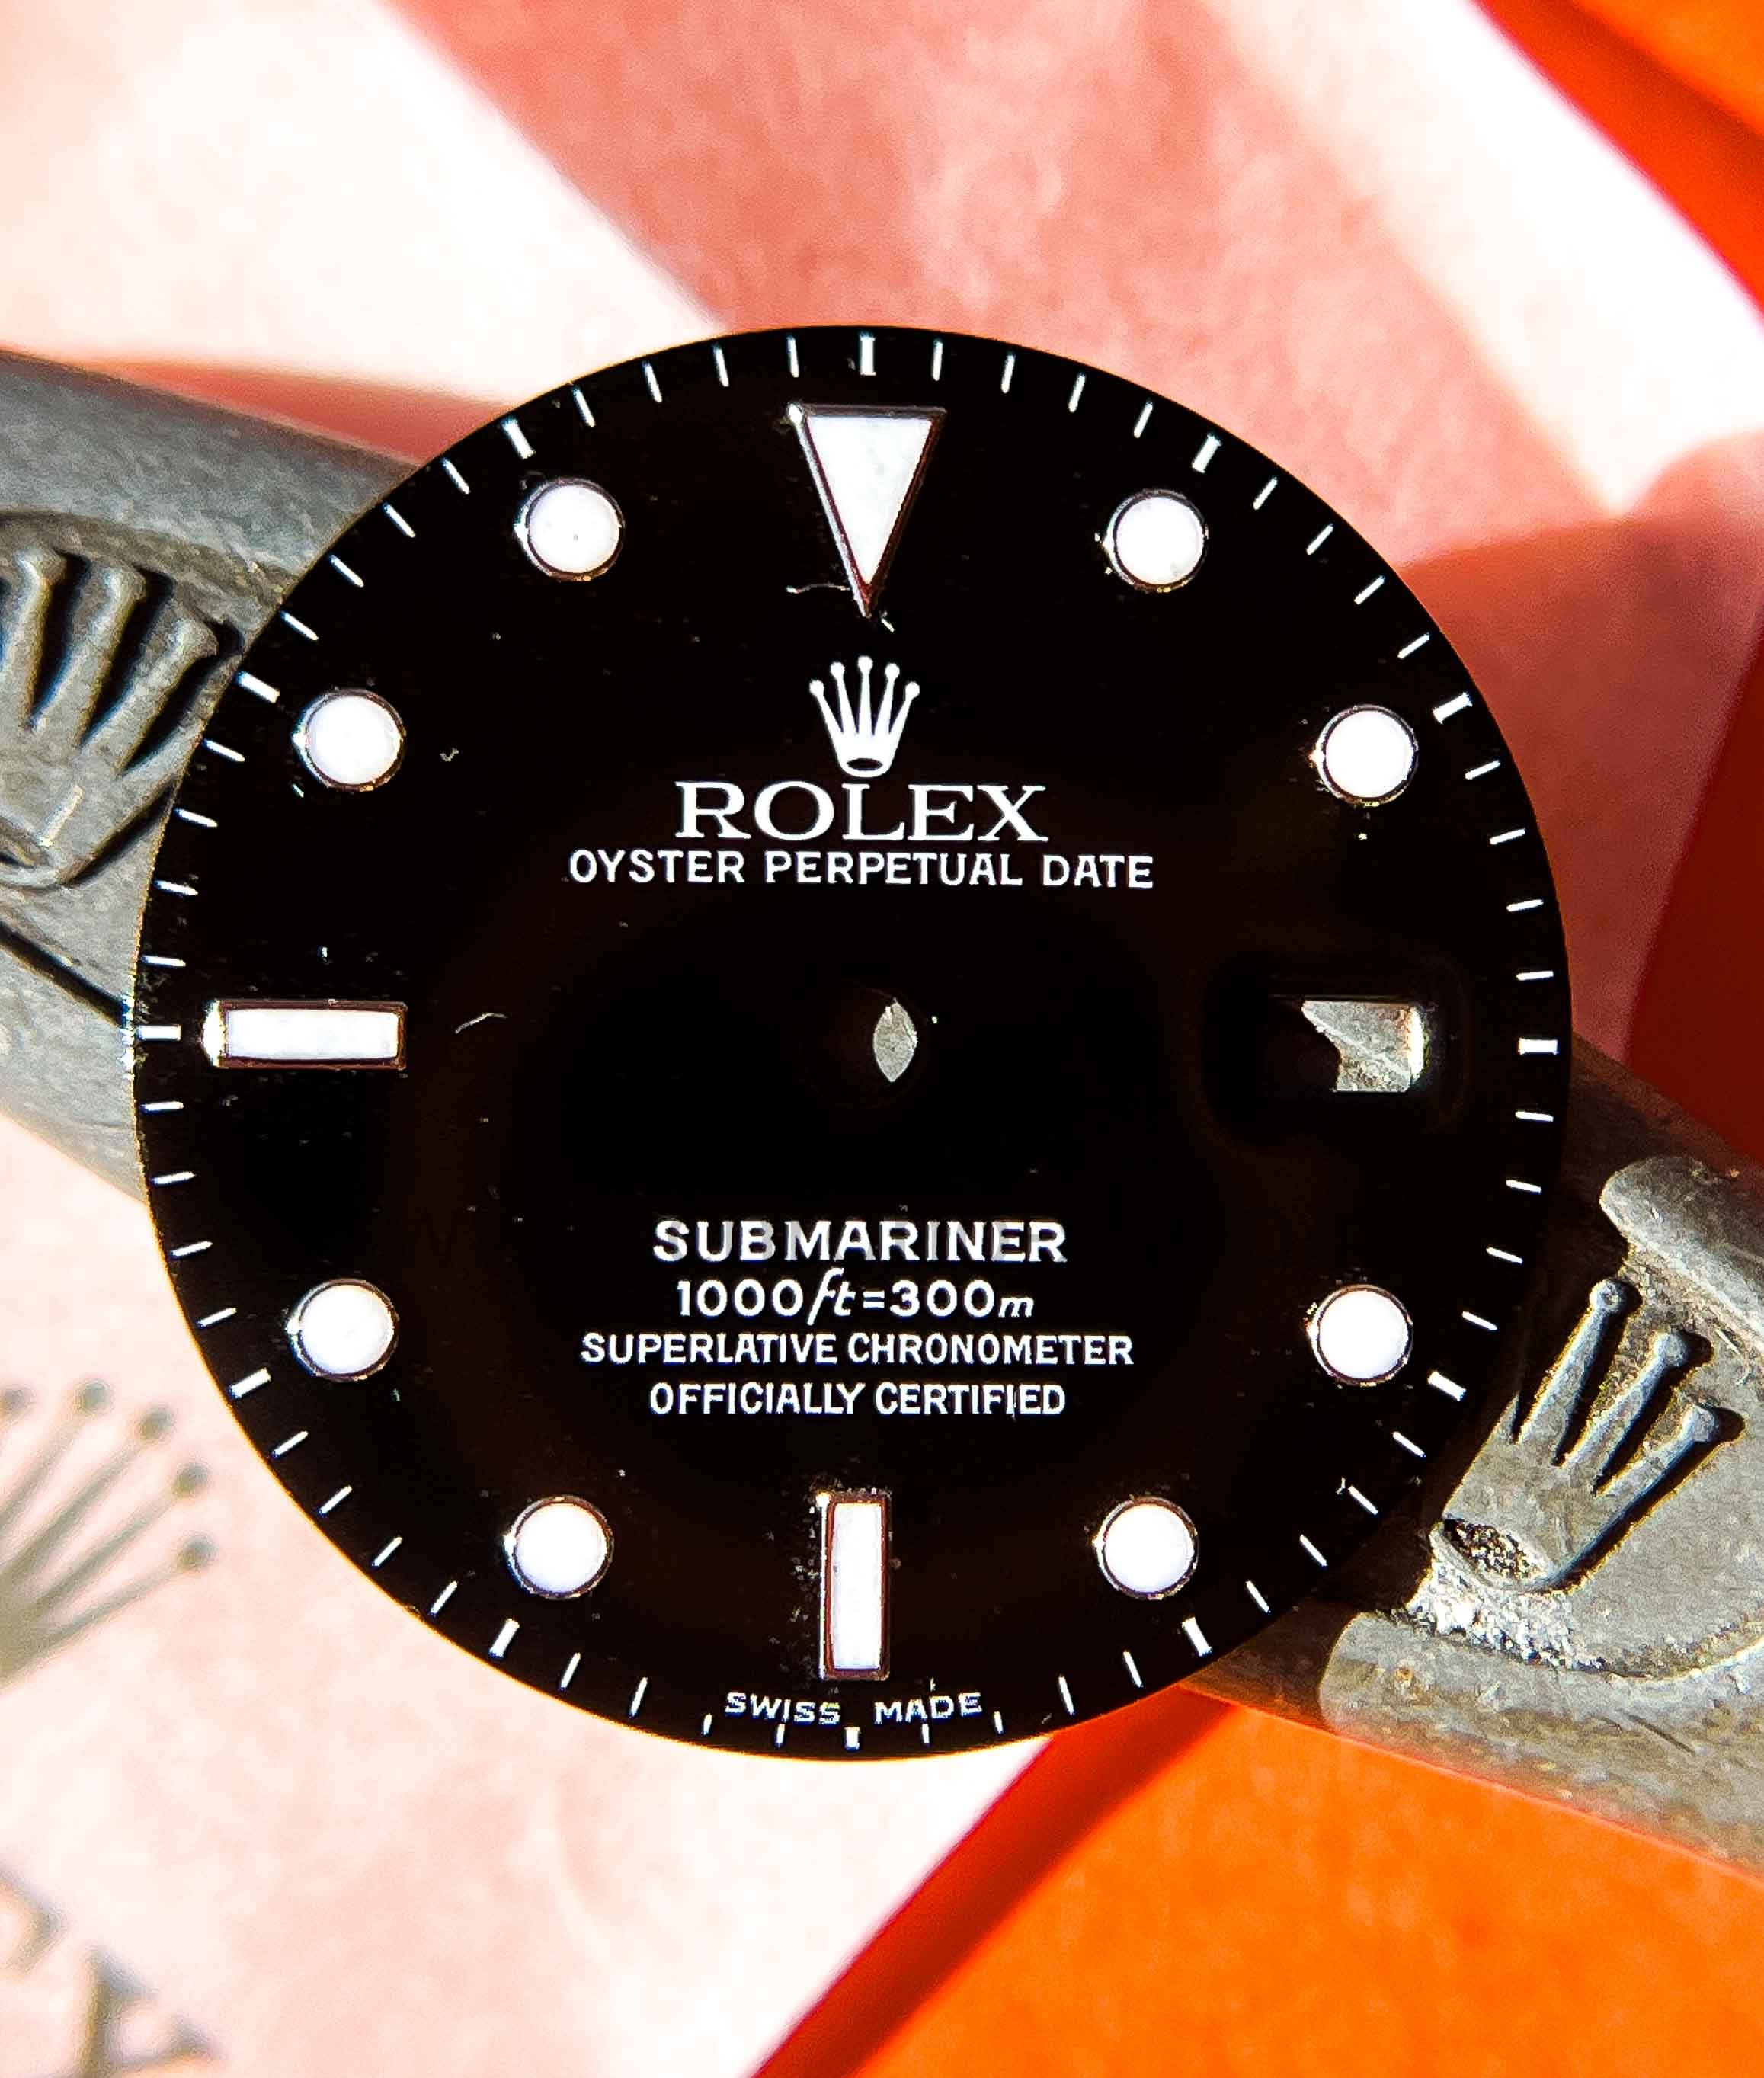 ROLEX
OYSTER PERPETUAL DATE
SUBMARINER
1000ft=300m
SUPERLATIVE CHRONOMETER
OFFICIALLY CERTIFIED
SWISS MADE